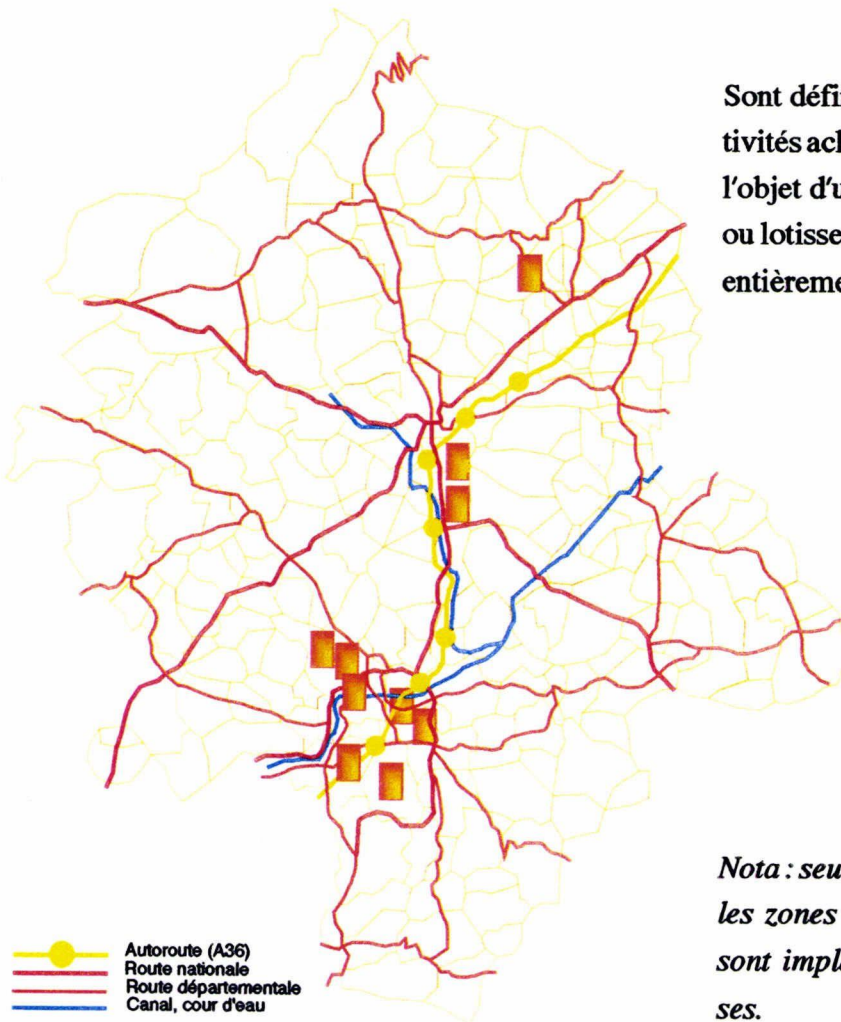 Sont défi
tivités acl
l'objet d'u
ou lotisse
entièreme
Nota : seu
les zones
sont impl
ses.
Autoroute (A36)
Route nationale
Route départementale
Canal, cour d'eau